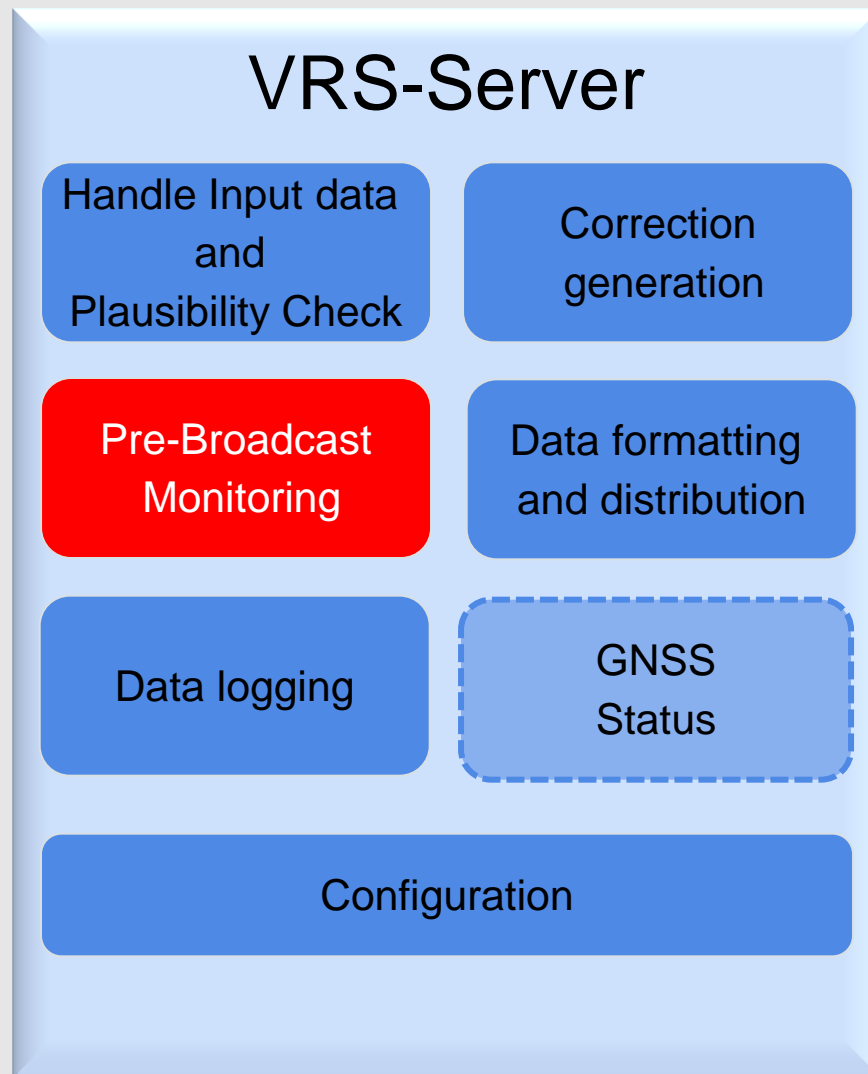 VRS-Server
Handle Input data
and
Plausibility Check
Correction
generation
Pre-Broadcast
Monitoring
Data formatting
and distribution
Data logging
GNSS
Status
Configuration